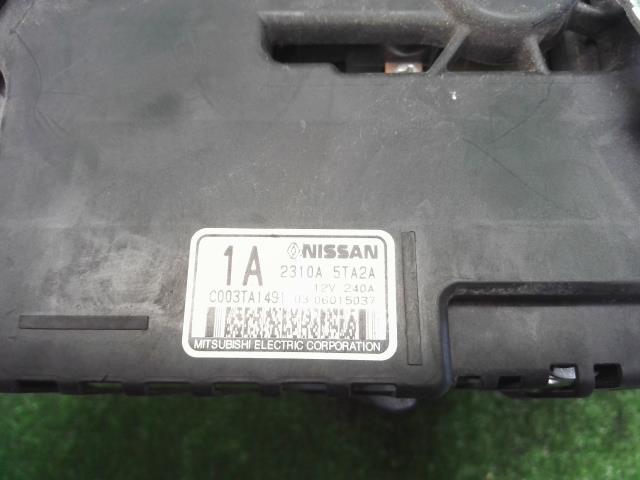 1A NISSAN
2310A 5TA2A
12V 240A
C003TA1491 03 06015037
MITSUBISHI ELECTRIC CORPORATION